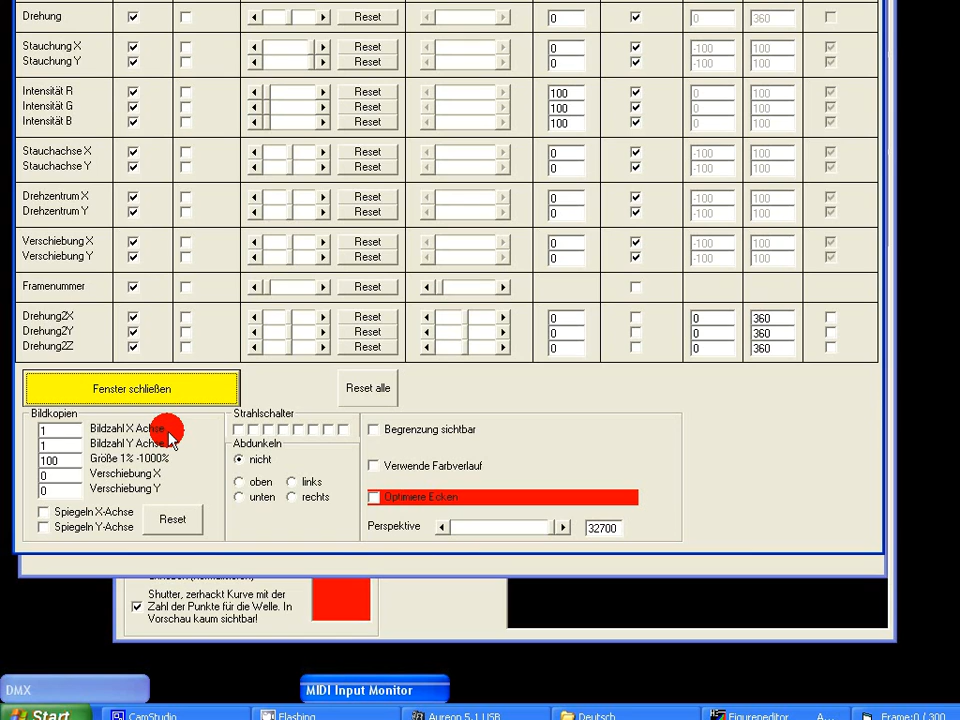 Drehung Reset 0 0 360
Stauchung X Reset 0 -100 100
Stauchung Y Reset 0 -100 100
Intensität R Reset 100 0 100
Intensität G Reset 100 0 100
Intensität B Reset 100 0 100
Stauchachse X Reset 0 -100 100
Stauchachse Y Reset 0 -100 100
Drehzentrum X Reset 0 -100 100
Drehzentrum Y Reset 0 -100 100
Verschiebung X Reset 0 -100 100
Verschiebung Y Reset 0 -100 100
Framenummer Reset
Drehung2X Reset 0 0 360
Drehung2Y Reset 0 0 360
Drehung2Z Reset 0 0 360
Fenster schließen Reset alle
Bildkopien
1 Bildzahl X Achse
1 Bildzahl Y Achse
100 Größe 1% -1000%
0 Verschiebung X
0 Verschiebung Y
Spiegeln X-Achse
Spiegeln Y-Achse
Reset
Strahlschalter
Abdunkeln
nicht
oben links
unten rechts
Begrenzung sichtbar
Verwende Farbverlauf
Optimiere Ecken
Perspektive 32700
Shutter, zerhackt Kurve mit der
Zahl der Punkte für die Welle. In
Vorschau kaum sichtbar!
DMX MIDI Input Monitor
Start CamStudio Flashing Aureon 5.1 USB Deutsch Figureneditor A... Frame:0 / 300